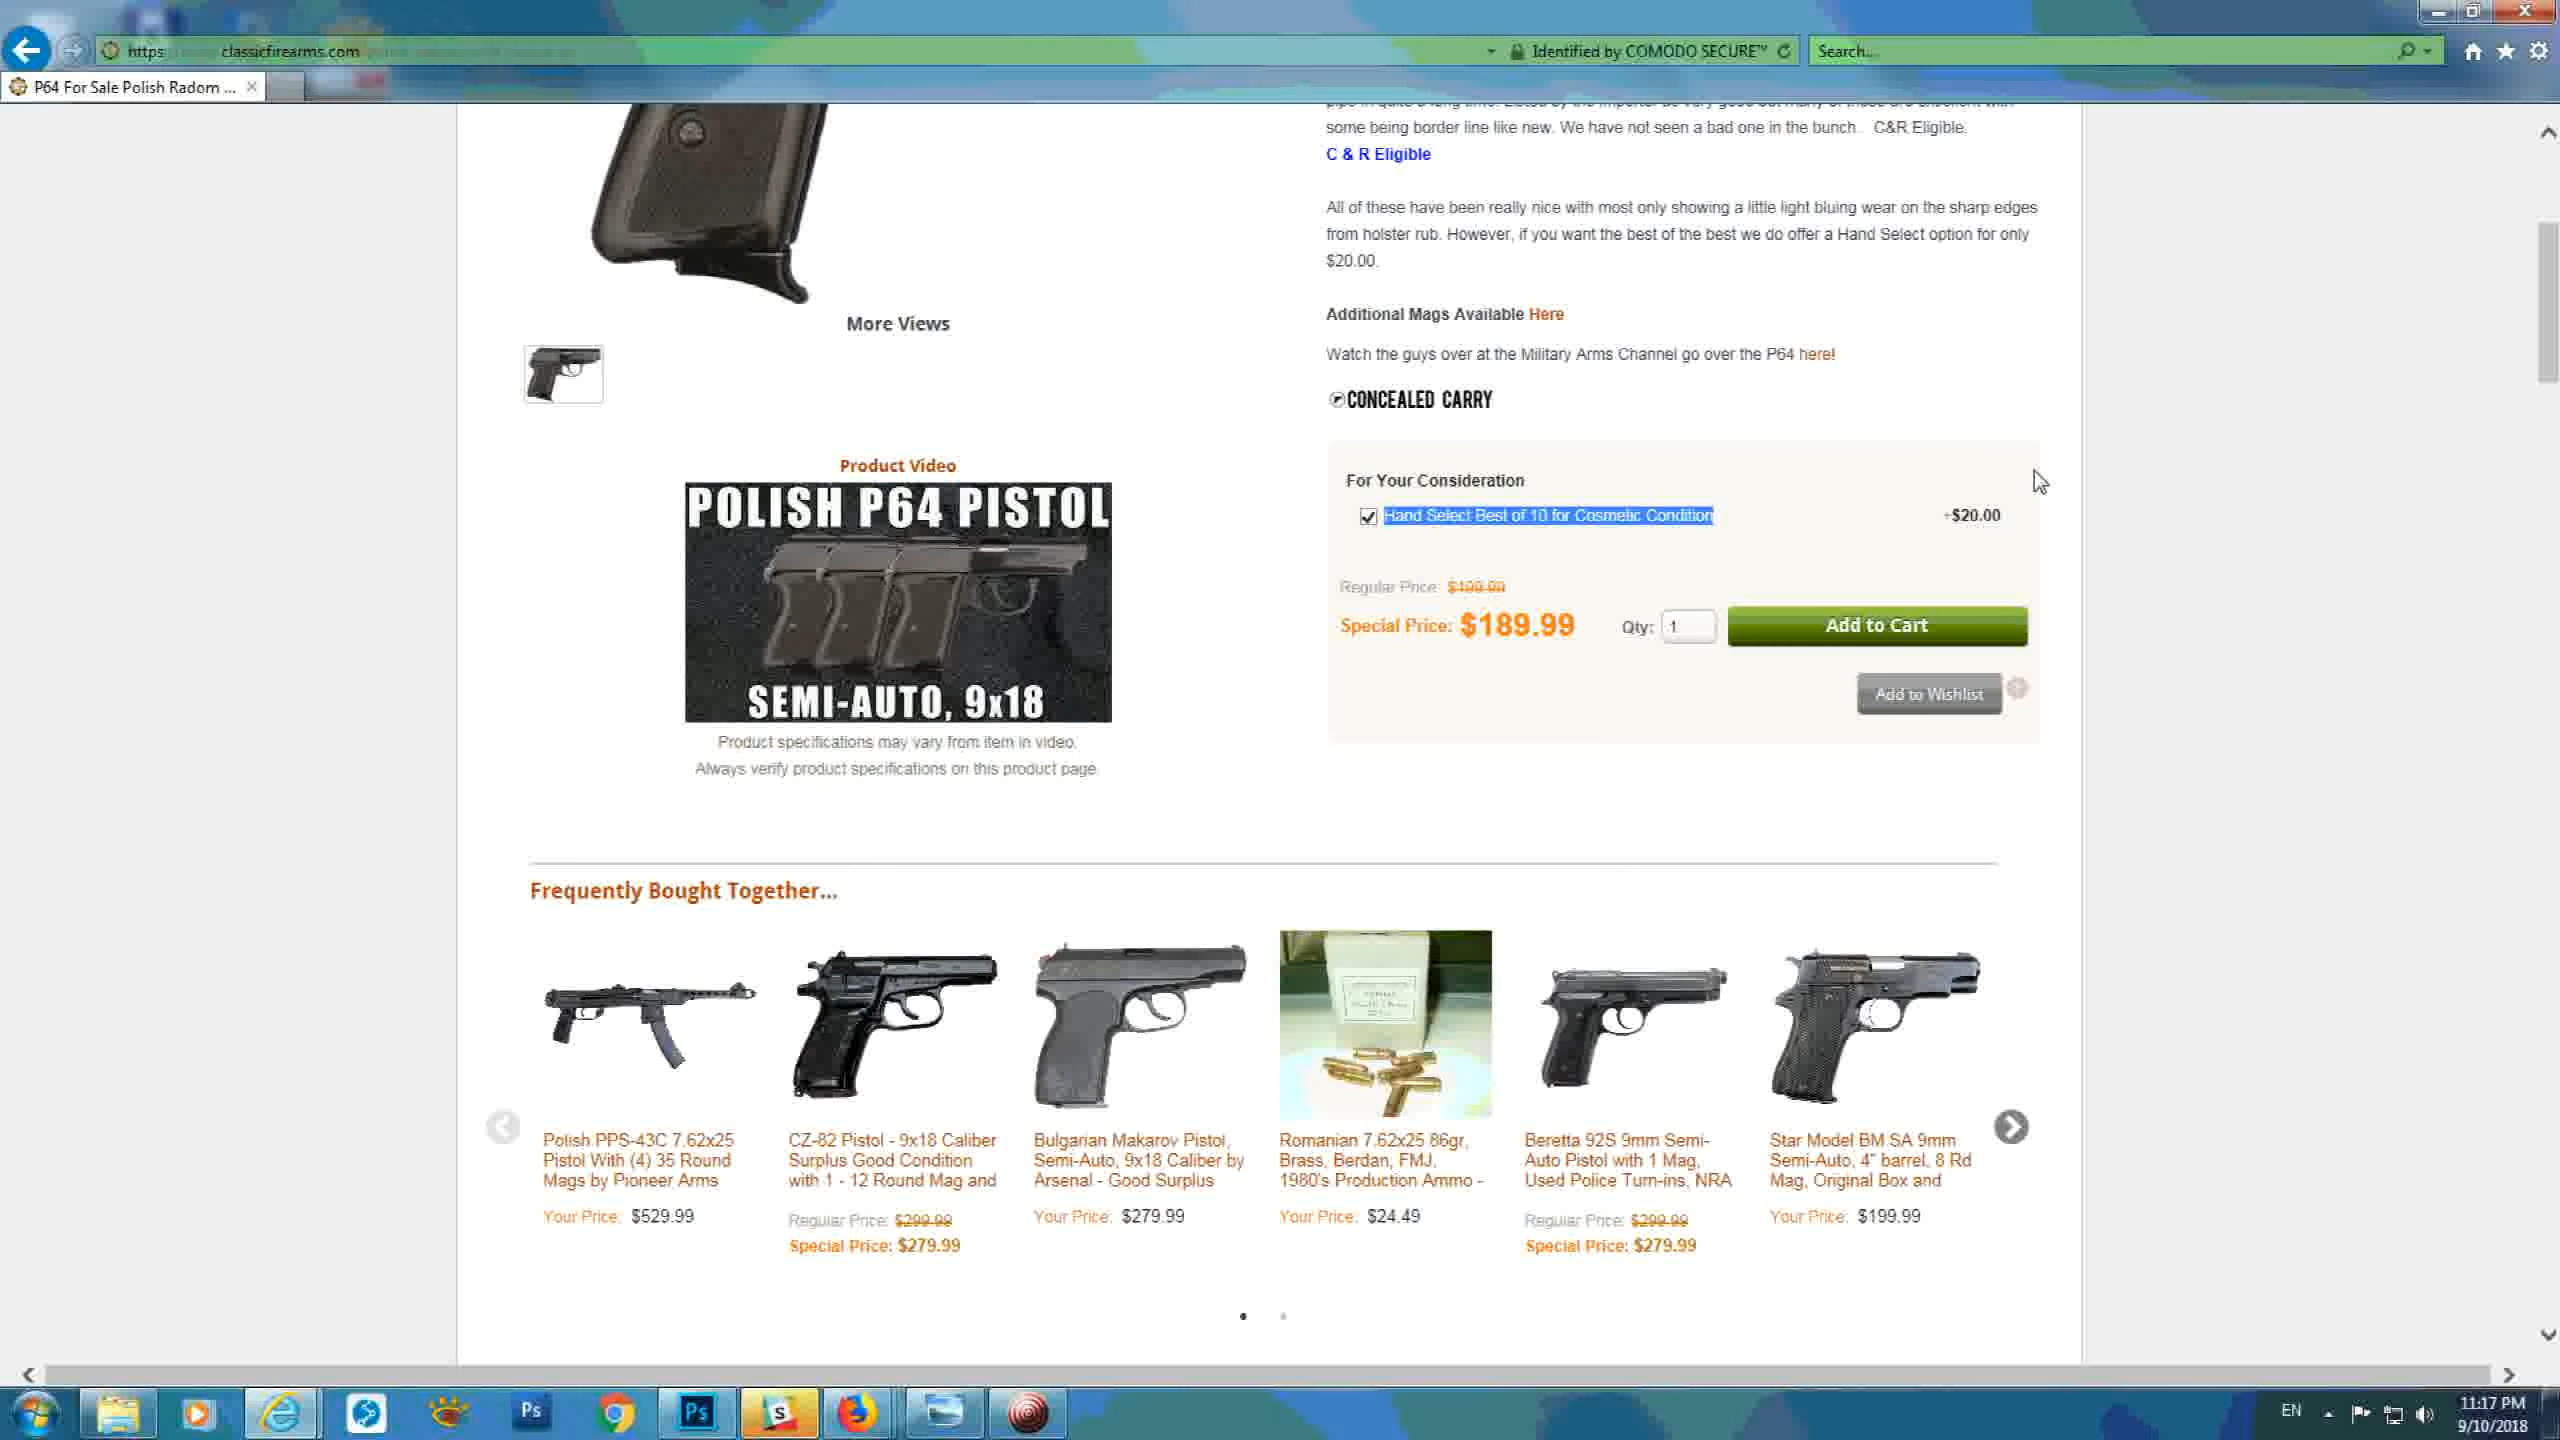 https
classicfirearms.com
Identified by COMODO SECURE™
Search...
P64 For Sale Polish Radom ...
some being border line like new. We have not seen a bad one in the bunch. C&R Eligible.
C & R Eligible
All of these have been really nice with most only showing a little light bluing wear on the sharp edges
from holster rub. However, if you want the best of the best we do offer a Hand Select option for only
$20.00.
More Views
Additional Mags Available Here
Watch the guys over at the Military Arms Channel go over the P64 here!
CONCEALED CARRY
Product Video
POLISH P64 PISTOL
SEMI-AUTO, 9x18
Product specifications may vary from item in video.
Always verify product specifications on this product page.
For Your Consideration
Hand Select Best of 10 for Cosmetic Condition
+$20.00
Regular Price: $199.99
Special Price: $189.99
Qty: 1
Add to Cart
Add to Wishlist
Frequently Bought Together...
Polish PPS-43C 7.62x25
Pistol With (4) 35 Round
Mags by Pioneer Arms
Your Price: $529.99
CZ-82 Pistol - 9x18 Caliber
Surplus Good Condition
with 1 - 12 Round Mag and
Regular Price: $299.99
Special Price: $279.99
Bulgarian Makarov Pistol,
Semi-Auto, 9x18 Caliber by
Arsenal - Good Surplus
Your Price: $279.99
Romanian 7.62x25 86gr,
Brass, Berdan, FMJ,
1980's Production Ammo -
Your Price: $24.49
Beretta 92S 9mm Semi-
Auto Pistol with 1 Mag,
Used Police Turn-ins, NRA
Regular Price: $299.99
Special Price: $279.99
Star Model BM SA 9mm
Semi-Auto, 4" barrel, 8 Rd
Mag, Original Box and
Your Price: $199.99
Ps
Ps
S
EN
11:17 PM
9/10/2018